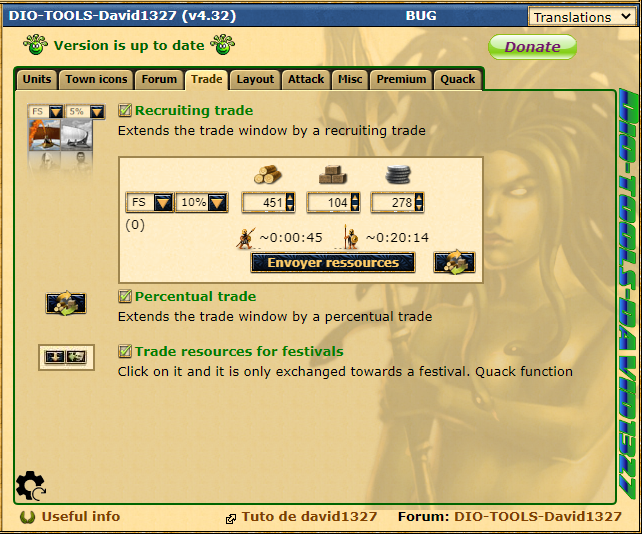 DIO-TOOLS-David1327 (v4.32)
BUG
Translations
Version is up to date
Donate
Units
Town icons
Forum
Trade
Layout
Attack
Misc
Premium
Quack
FS
5%
Recruiting trade
Extends the trade window by a recruiting trade
FS
10%
451
104
278
(0)
~0:00:45
~0:20:14
Envoyer ressources
Percentual trade
Extends the trade window by a percentual trade
Trade resources for festivals
Click on it and it is only exchanged towards a festival. Quack function
DIO-TOOLS-DAVID1327
Useful info
Tuto de david1327
Forum: DIO-TOOLS-David1327